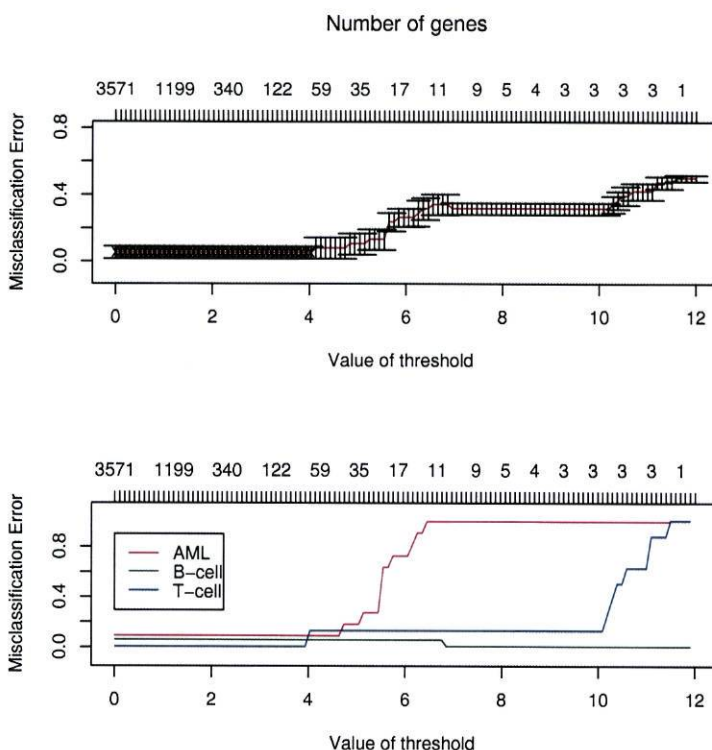 Number of genes
3571 1199 340 122 59 35 17 11 9 5 4 3 3 3 3 1
Misclassification Error
0.8
0.4
0.0
0 2 4 6 8 10 12
Value of threshold
3571 1199 340 122 59 35 17 11 9 5 4 3 3 3 3 1
Misclassification Error
0.8
0.4
0.0
AML
B-cell
T-cell
0 2 4 6 8 10 12
Value of threshold